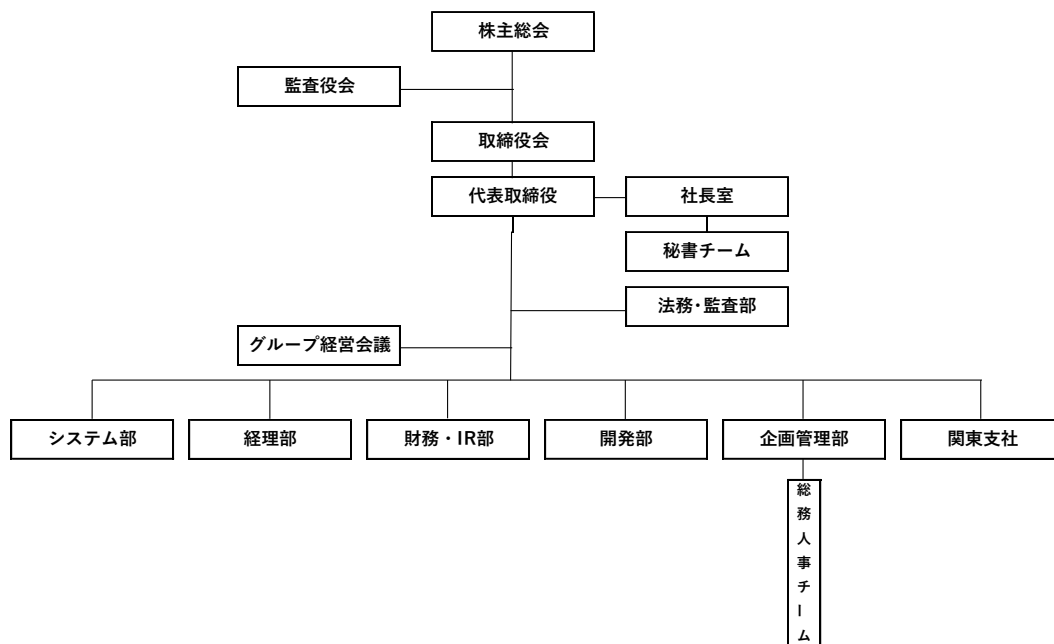 株主総会
監査役会
取締役会
代表取締役
社長室
秘書チーム
法務・監査部
グループ経営会議
システム部
経理部
財務・IR部
開発部
企画管理部
関東支社
総務人事チーム